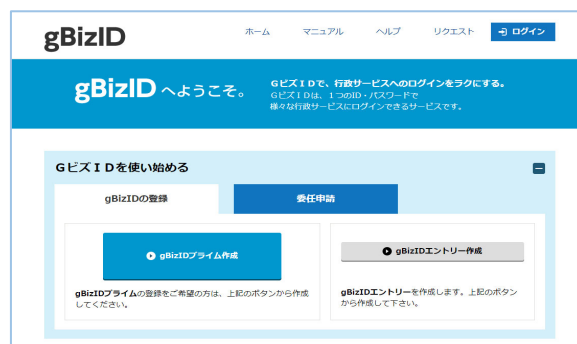 gBizID
ホーム マニュアル ヘルプ リクエスト ログイン
gBizID へようこそ。
GビズIDで、行政サービスへのログインをラクにする。
GビズIDは、1つのID・パスワードで
様々な行政サービスにログインできるサービスです。
GビズIDを使い始める
gBizIDの登録 委任申請
gBizIDプライム作成
gBizIDプライムの登録をご希望の方は、上記のボタンから作成
してください。
gBizIDエントリー作成
gBizIDエントリーを作成します。上記のボタン
から作成して下さい。